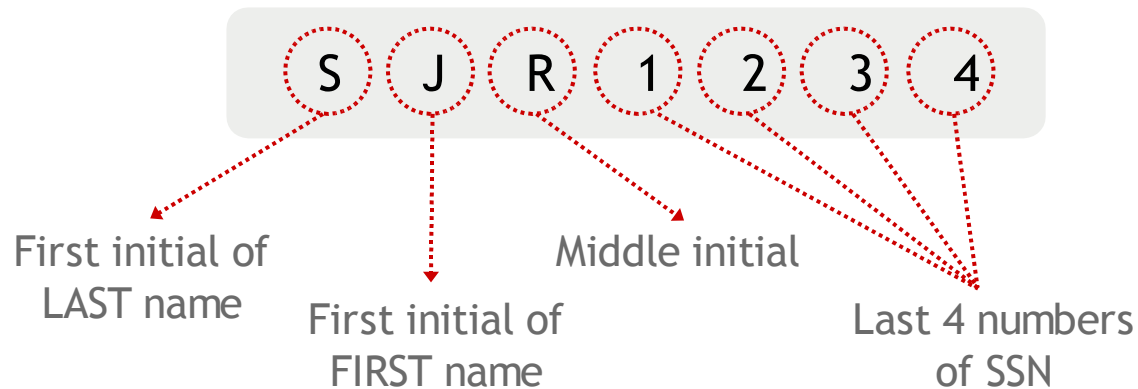 S J R 1 2 3 4
First initial of
LAST name
First initial of
FIRST name
Middle initial
Last 4 numbers
of SSN